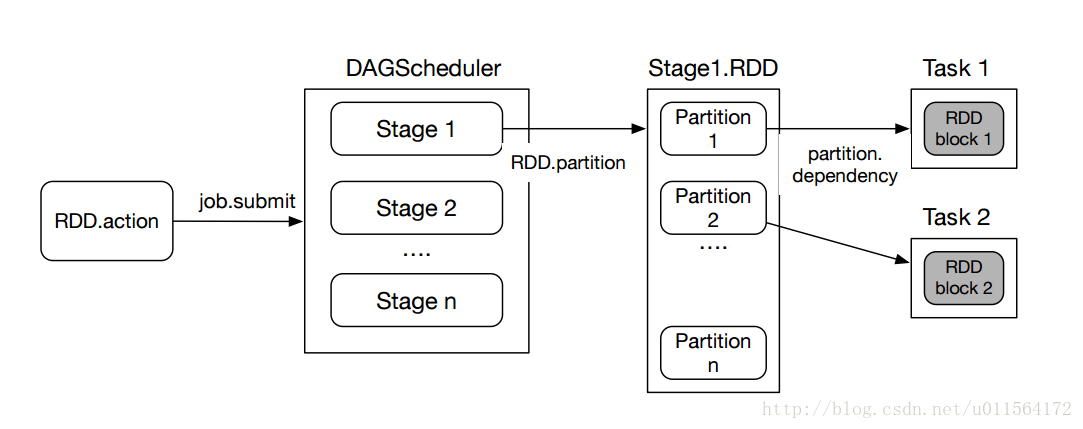 RDD.action
job.submit
DAGScheduler
Stage 1
Stage 2
....
Stage n
RDD.partition
Stage1.RDD
Partition
1
Partition
2
....
Partition
n
partition.
dependency
Task 1
RDD
block 1
Task 2
RDD
block 2
http://blog.csdn.net/u011564172